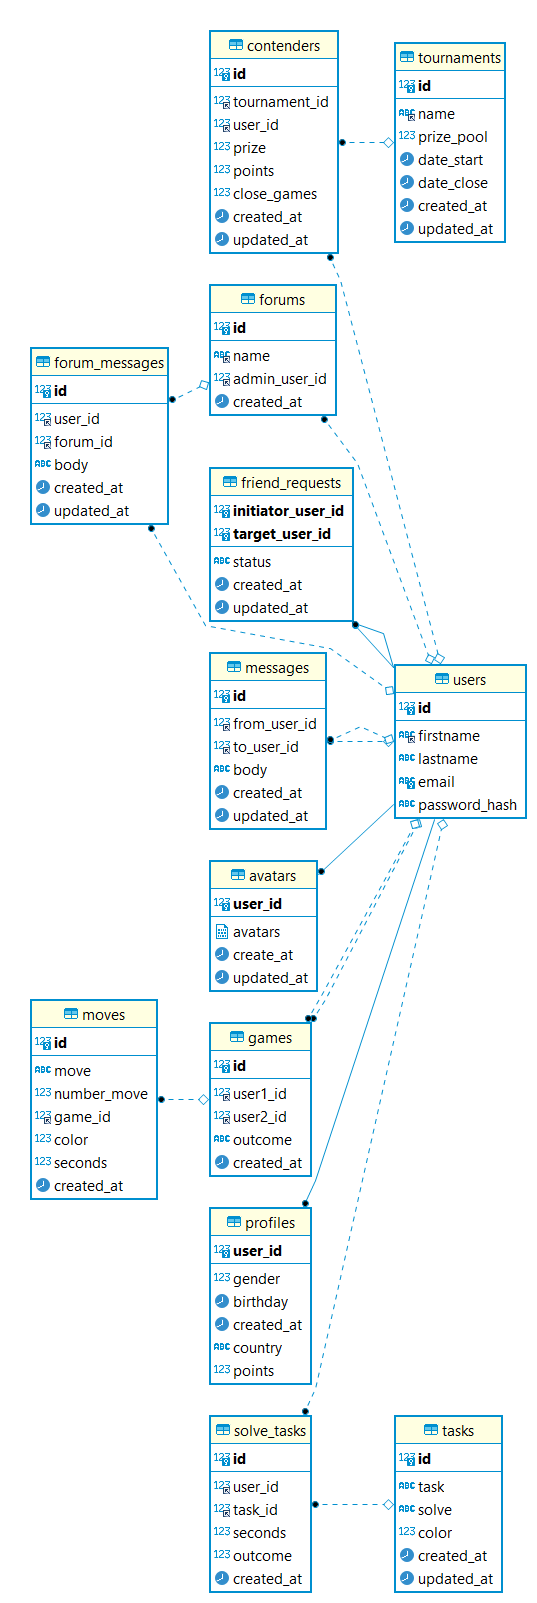 contenders
id
tournament_id
user_id
prize
points
close_games
created_at
updated_at
tournaments
id
name
prize_pool
date_start
date_close
created_at
updated_at
forums
id
name
admin_user_id
created_at
forum_messages
id
user_id
forum_id
body
created_at
updated_at
friend_requests
initiator_user_id
target_user_id
status
created_at
updated_at
messages
id
from_user_id
to_user_id
body
created_at
updated_at
users
id
firstname
lastname
email
password_hash
avatars
user_id
avatars
create_at
updated_at
moves
id
move
number_move
game_id
color
seconds
created_at
games
id
user1_id
user2_id
outcome
created_at
profiles
user_id
gender
birthday
created_at
country
points
solve_tasks
id
user_id
task_id
seconds
outcome
created_at
tasks
id
task
solve
color
created_at
updated_at